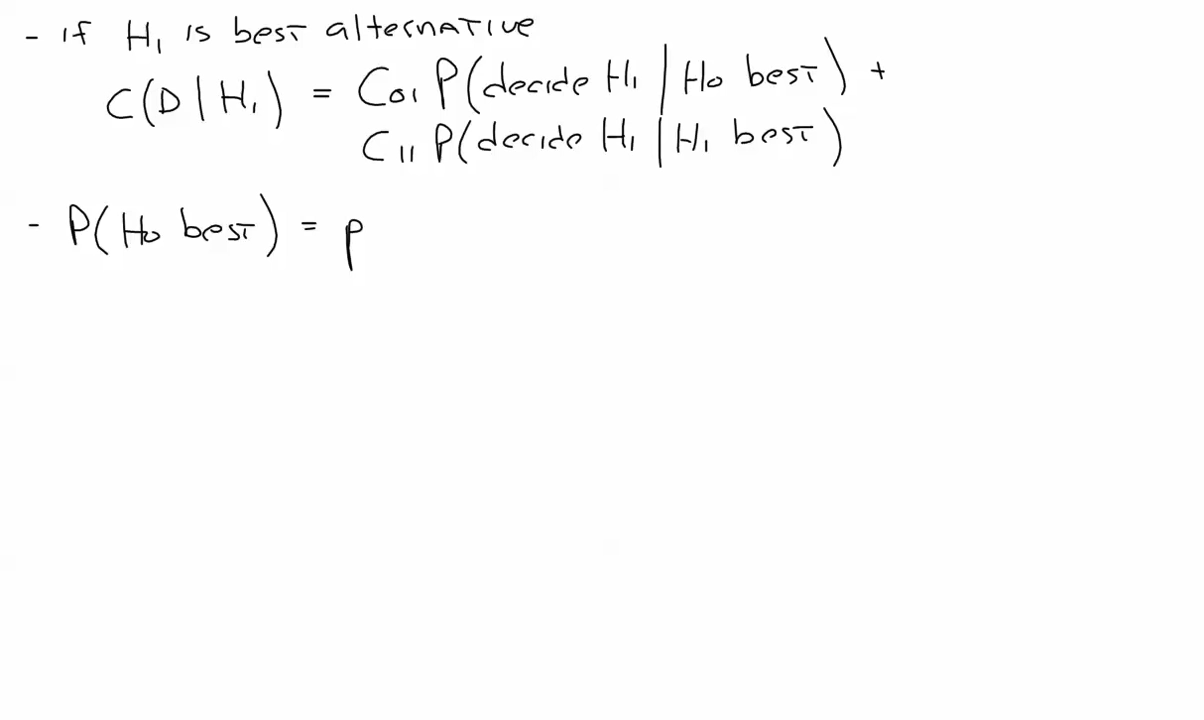 - if H₁ is best alternative
C(D | H₁) = C₀₁ P(decide H₁ | H₀ best) +
C₁₁ P(decide H₁ | H₁ best)
- P(H₀ best) = p